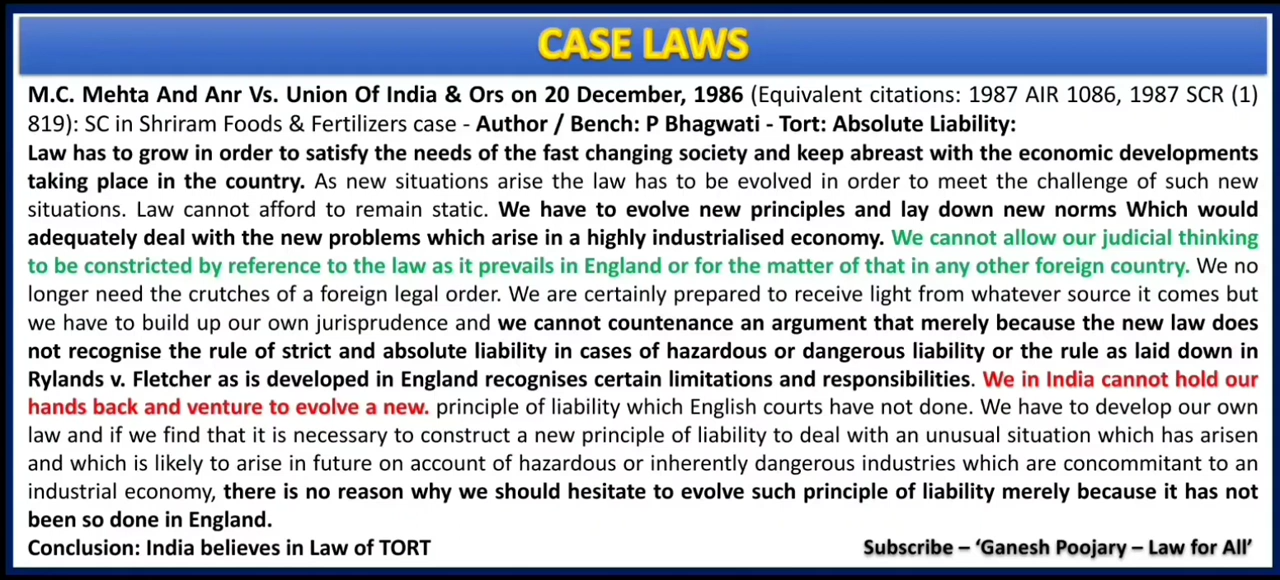 CASE LAWS
M.C. Mehta And Anr Vs. Union Of India & Ors on 20 December, 1986 (Equivalent citations: 1987 AIR 1086, 1987 SCR (1)
819): SC in Shriram Foods & Fertilizers case - Author / Bench: P Bhagwati - Tort: Absolute Liability:
Law has to grow in order to satisfy the needs of the fast changing society and keep abreast with the economic developments
taking place in the country. As new situations arise the law has to be evolved in order to meet the challenge of such new
situations. Law cannot afford to remain static. We have to evolve new principles and lay down new norms Which would
adequately deal with the new problems which arise in a highly industrialised economy. We cannot allow our judicial thinking
to be constricted by reference to the law as it prevails in England or for the matter of that in any other foreign country. We no
longer need the crutches of a foreign legal order. We are certainly prepared to receive light from whatever source it comes but
we have to build up our own jurisprudence and we cannot countenance an argument that merely because the new law does
not recognise the rule of strict and absolute liability in cases of hazardous or dangerous liability or the rule as laid down in
Rylands v. Fletcher as is developed in England recognises certain limitations and responsibilities. We in India cannot hold our
hands back and venture to evolve a new. principle of liability which English courts have not done. We have to develop our own
law and if we find that it is necessary to construct a new principle of liability to deal with an unusual situation which has arisen
and which is likely to arise in future on account of hazardous or inherently dangerous industries which are concommitant to an
industrial economy, there is no reason why we should hesitate to evolve such principle of liability merely because it has not
been so done in England.
Conclusion: India believes in Law of TORT
Subscribe – ‘Ganesh Poojary – Law for All’